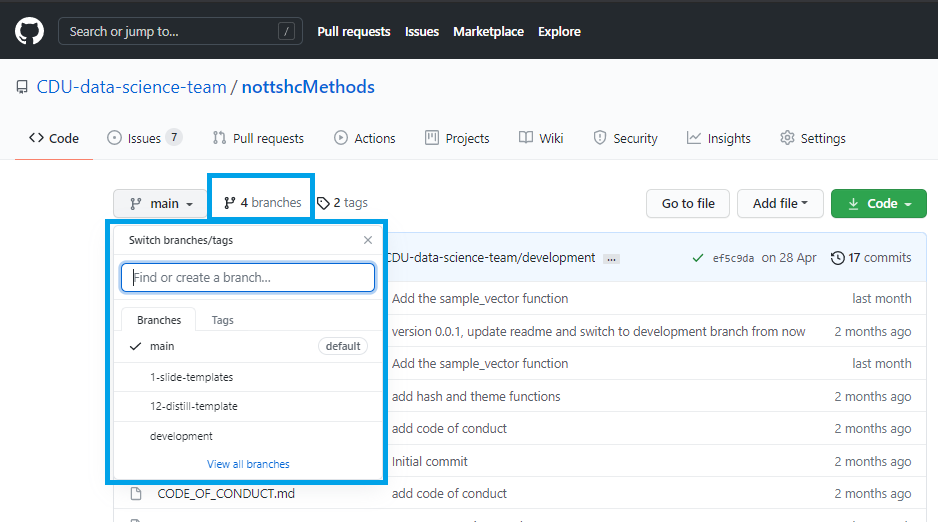 Search or jump to... /
Pull requests Issues Marketplace Explore
CDU-data-science-team / nottshcMethods
Code Issues 7 Pull requests Actions Projects Wiki Security Insights Settings
main 4 branches 2 tags Go to file Add file Code
Switch branches/tags
Find or create a branch...
Branches Tags
main default
1-slide-templates
12-distill-template
development
View all branches
CDU-data-science-team/development ... ef5c9da on 28 Apr 17 commits
Add the sample_vector function last month
version 0.0.1, update readme and switch to development branch from now 2 months ago
Add the sample_vector function last month
add hash and theme functions 2 months ago
add code of conduct 2 months ago
Initial commit 2 months ago
CODE_OF_CONDUCT.md add code of conduct 2 months ago